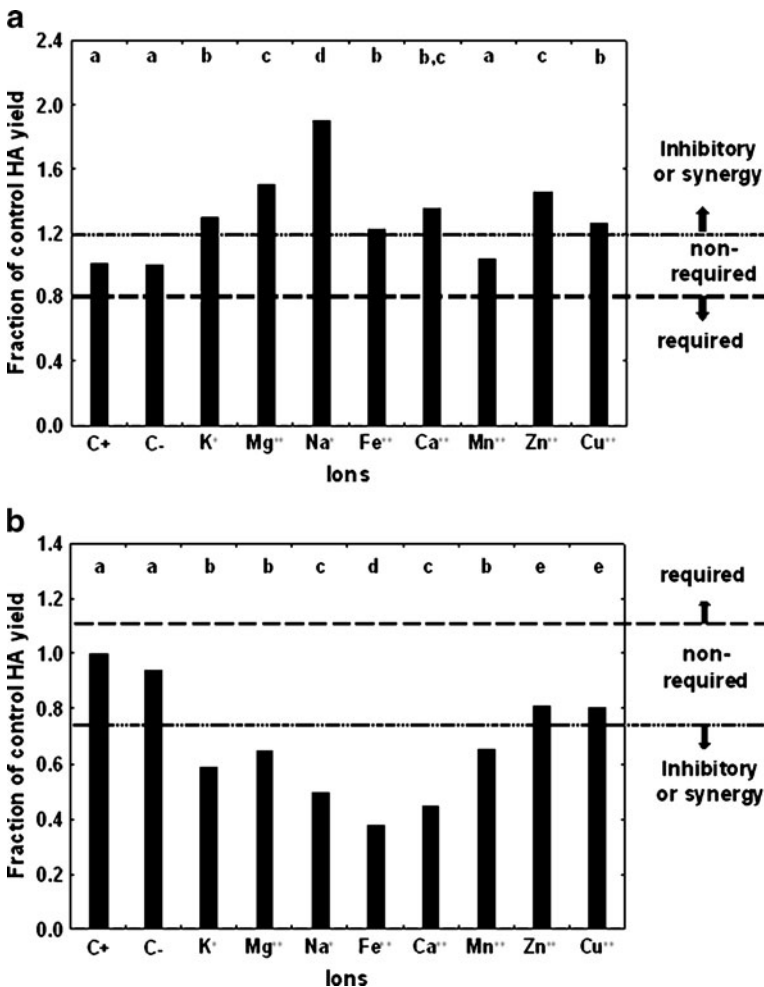 a
Fraction of control HA yield
2.4
2.0
1.6
1.2
0.8
0.4
0.0
a a b c d b b,c a c b
Inhibitory
or synergy
non-
required
required
C+ C- K⁺ Mg⁺⁺ Na⁺ Fe⁺⁺ Ca⁺⁺ Mn⁺⁺ Zn⁺⁺ Cu⁺⁺
Ions
b
Fraction of control HA yield
1.4
1.2
1.0
0.8
0.6
0.4
0.2
0.0
a a b b c d c b e e
required
non-
required
Inhibitory
or synergy
C+ C- K⁺ Mg⁺⁺ Na⁺ Fe⁺⁺ Ca⁺⁺ Mn⁺⁺ Zn⁺⁺ Cu⁺⁺
Ions